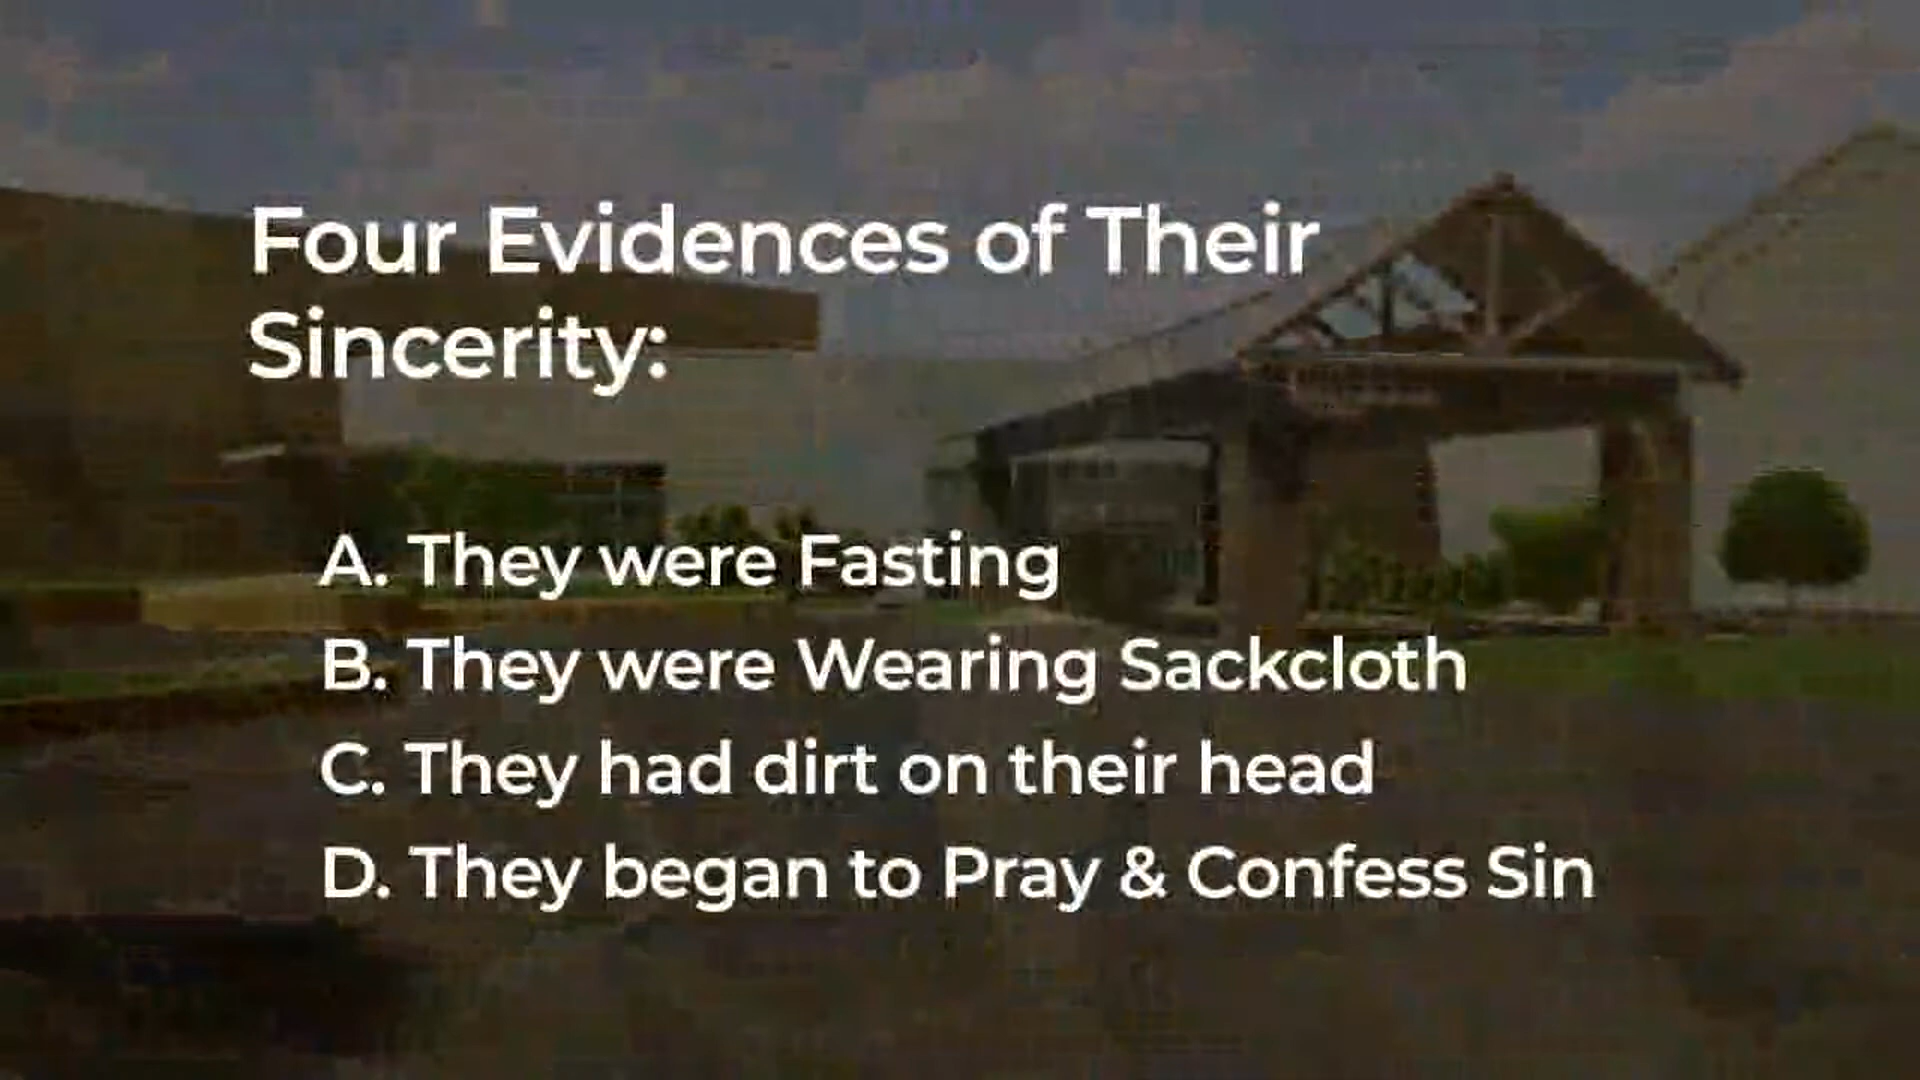 Four Evidences of Their
Sincerity:
A. They were Fasting
B. They were Wearing Sackcloth
C. They had dirt on their head
D. They began to Pray & Confess Sin